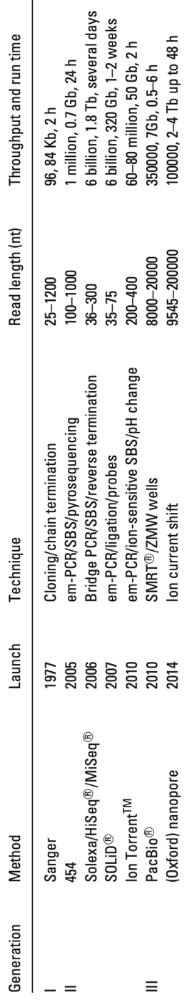 Generation Method Launch Technique Read length (nt) Throughput and run time
I Sanger 1977 Cloning/chain termination 25–1200 96, 84 Kb, 2 h
II 454 2005 em-PCR/SBS/pyrosequencing 100–1000 1 million, 0.7 Gb, 24 h
Solexa/HiSeq®/MiSeq® 2006 Bridge PCR/SBS/reverse termination 36–300 6 billion, 1.8 Tb, several days
SOLiD® 2007 em-PCR/ligation/probes 35–75 6 billion, 320 Gb, 1–2 weeks
Ion Torrent™ 2010 em-PCR/ion-sensitive SBS/pH change 200–400 60–80 million, 50 Gb, 2 h
III PacBio® 2010 SMRT®/ZMW wells 8000–20000 350000, 7Gb, 0.5–6 h
(Oxford) nanopore 2014 Ion current shift 9545–200000 100000, 2–4 Tb up to 48 h